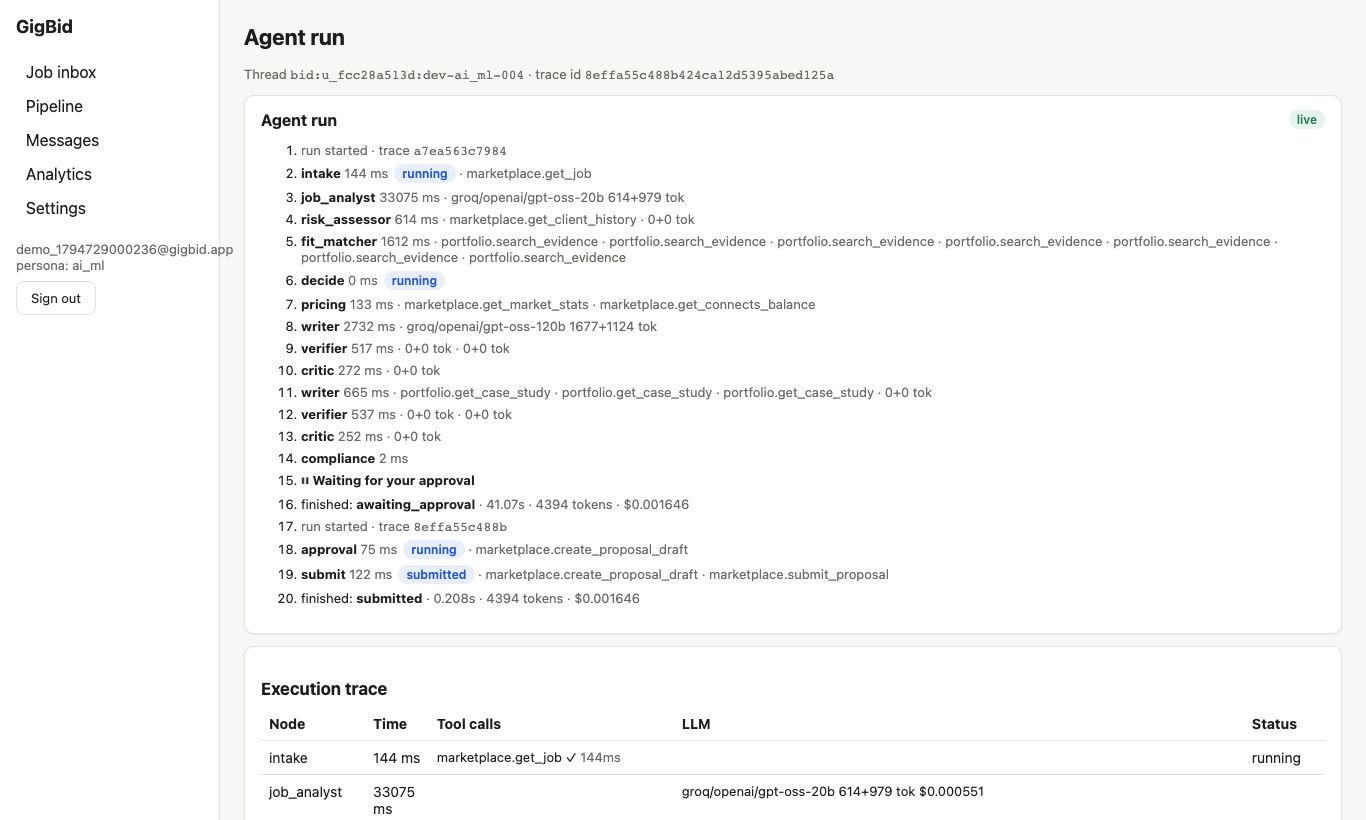 GigBid
Job inbox
Pipeline
Messages
Analytics
Settings
demo_1794729000236@gigbid.app
persona: ai_ml
Sign out
Agent run
Thread bid:u_fcc28a513d:dev-ai_ml-004 · trace id 8effa55c488b424ca12d5395abed125a
Agent run
live
1. run started · trace a7ea563c7984
2. intake 144 ms running · marketplace.get_job
3. job_analyst 33075 ms · groq/openai/gpt-oss-20b 614+979 tok
4. risk_assessor 614 ms · marketplace.get_client_history · 0+0 tok
5. fit_matcher 1612 ms · portfolio.search_evidence · portfolio.search_evidence · portfolio.search_evidence · portfolio.search_evidence · portfolio.search_evidence ·
portfolio.search_evidence · portfolio.search_evidence
6. decide 0 ms running
7. pricing 133 ms · marketplace.get_market_stats · marketplace.get_connects_balance
8. writer 2732 ms · groq/openai/gpt-oss-120b 1677+1124 tok
9. verifier 517 ms · 0+0 tok · 0+0 tok
10. critic 272 ms · 0+0 tok
11. writer 665 ms · portfolio.get_case_study · portfolio.get_case_study · portfolio.get_case_study · 0+0 tok
12. verifier 537 ms · 0+0 tok · 0+0 tok
13. critic 252 ms · 0+0 tok
14. compliance 2 ms
15. ⏸ Waiting for your approval
16. finished: awaiting_approval · 41.07s · 4394 tokens · $0.001646
17. run started · trace 8effa55c488b
18. approval 75 ms running · marketplace.create_proposal_draft
19. submit 122 ms submitted · marketplace.create_proposal_draft · marketplace.submit_proposal
20. finished: submitted · 0.208s · 4394 tokens · $0.001646
Execution trace
Node Time Tool calls LLM Status
intake 144 ms marketplace.get_job ✓ 144ms running
job_analyst 33075 ms groq/openai/gpt-oss-20b 614+979 tok $0.000551